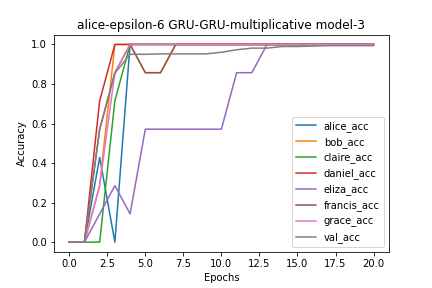 alice-epsilon-6 GRU-GRU-multiplicative model-3
Accuracy
1.0
0.8
0.6
0.4
0.2
0.0
alice_acc
bob_acc
claire_acc
daniel_acc
eliza_acc
francis_acc
grace_acc
val_acc
0.0 2.5 5.0 7.5 10.0 12.5 15.0 17.5 20.0
Epochs